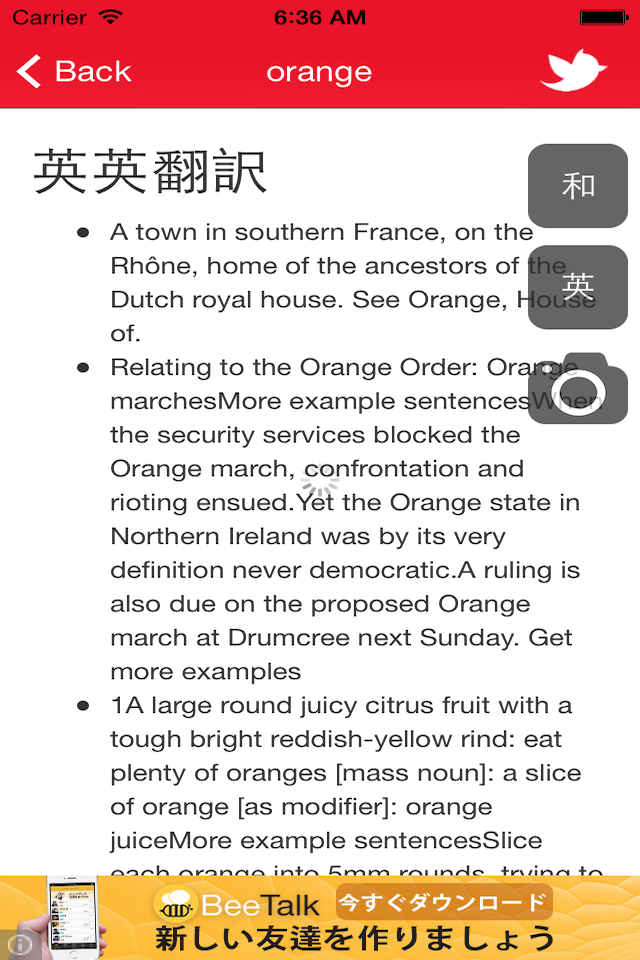 Carrier 6:36 AM
Back orange
英英翻訳
和
英
• A town in southern France, on the
Rhône, home of the ancestors of the
Dutch royal house. See Orange, House
of.
• Relating to the Orange Order: Orange
marchesMore example sentencesWhen
the security services blocked the
Orange march, confrontation and
rioting ensued.Yet the Orange state in
Northern Ireland was by its very
definition never democratic.A ruling is
also due on the proposed Orange
march at Drumcree next Sunday. Get
more examples
• 1A large round juicy citrus fruit with a
tough bright reddish-yellow rind: eat
plenty of oranges [mass noun]: a slice
of orange [as modifier]: orange
juiceMore example sentencesSlice
each orange into 5mm rounds, trying to
BeeTalk 今すぐダウンロード
新しい友達を作りましょう